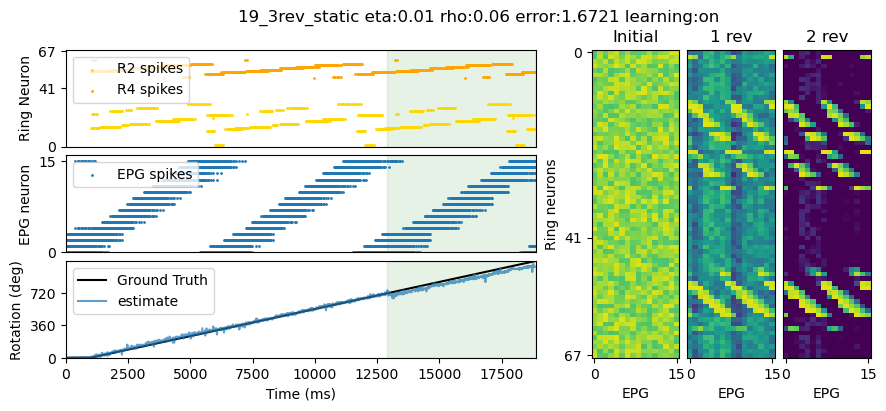 19_3rev_static eta:0.01 rho:0.06 error:1.6721 learning:on
Ring Neuron
67
41
0
R2 spikes
R4 spikes
EPG neuron
15
0
EPG spikes
Rotation (deg)
720
360
0
Ground Truth
estimate
0 2500 5000 7500 10000 12500 15000 17500
Time (ms)
Initial 1 rev 2 rev
Ring neurons
0
41
67
0 15 0 15 0 15
EPG EPG EPG